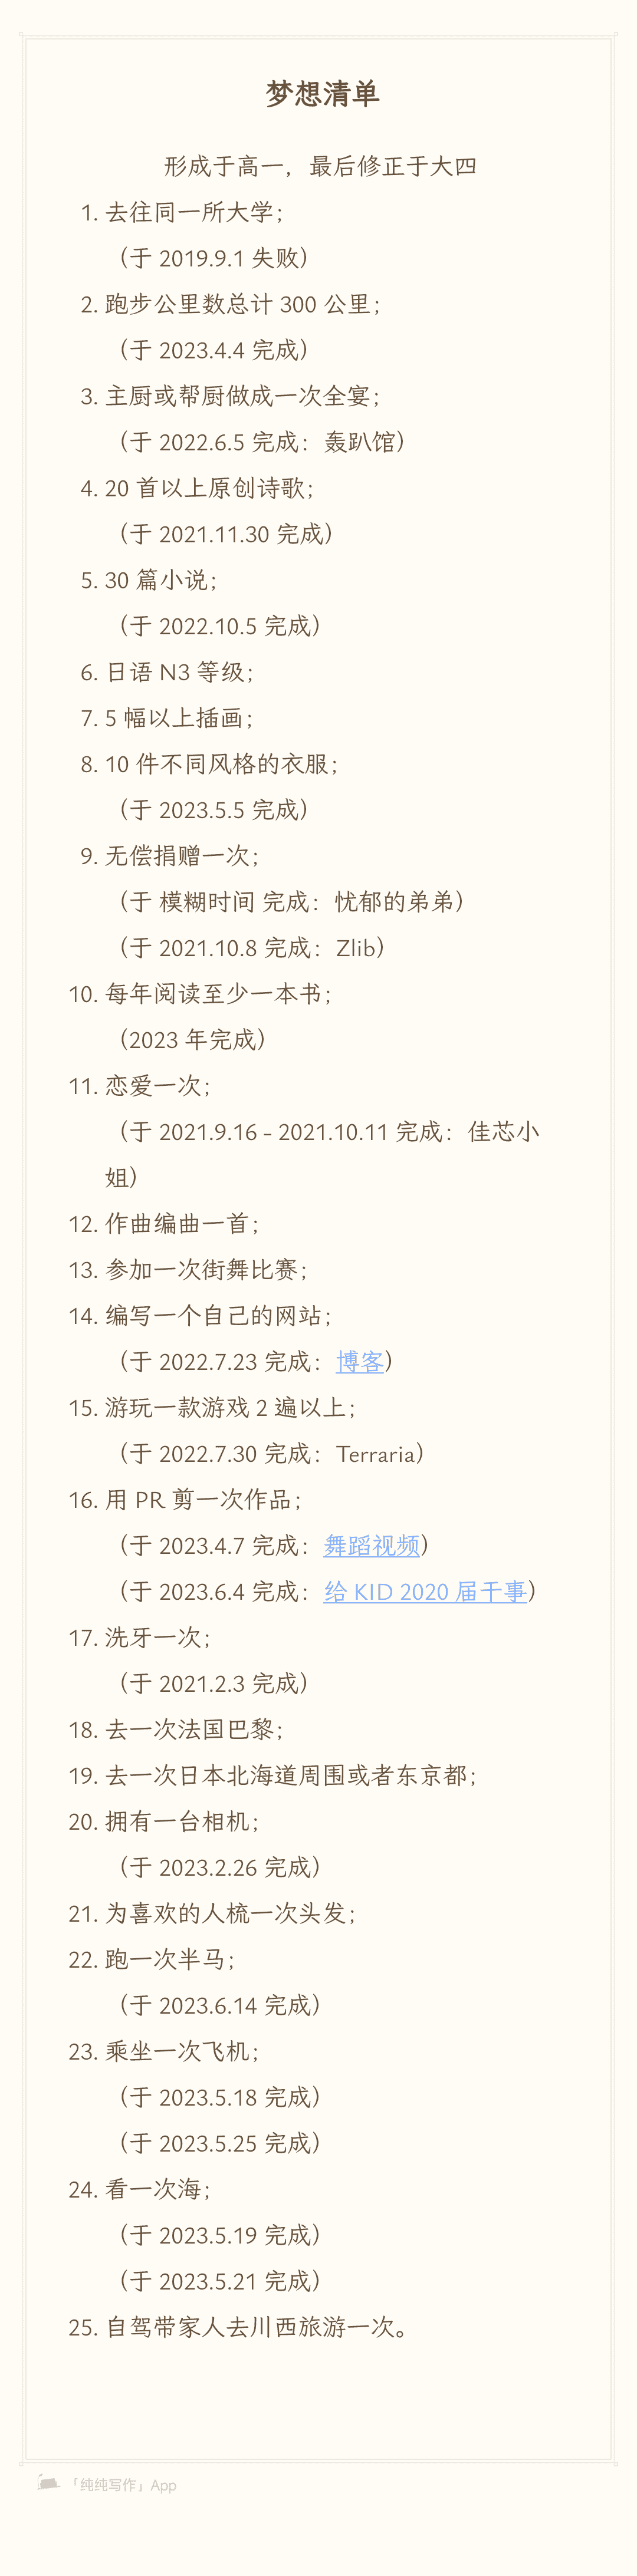 梦想清单
形成于高一，最后修正于大四
1. 去往同一所大学；
（于 2019.9.1 失败）
2. 跑步公里数总计 300 公里；
（于 2023.4.4 完成）
3. 主厨或帮厨做成一次全宴；
（于 2022.6.5 完成：轰趴馆）
4. 20 首以上原创诗歌；
（于 2021.11.30 完成）
5. 30 篇小说；
（于 2022.10.5 完成）
6. 日语 N3 等级；
7. 5 幅以上插画；
8. 10 件不同风格的衣服；
（于 2023.5.5 完成）
9. 无偿捐赠一次；
（于 模糊时间 完成：忧郁的弟弟）
（于 2021.10.8 完成：Zlib）
10. 每年阅读至少一本书；
（2023 年完成）
11. 恋爱一次；
（于 2021.9.16 - 2021.10.11 完成：佳芯小
姐）
12. 作曲编曲一首；
13. 参加一次街舞比赛；
14. 编写一个自己的网站；
（于 2022.7.23 完成：博客）
15. 游玩一款游戏 2 遍以上；
（于 2022.7.30 完成：Terraria）
16. 用 PR 剪一次作品；
（于 2023.4.7 完成：舞蹈视频）
（于 2023.6.4 完成：给 KID 2020 届干事）
17. 洗牙一次；
（于 2021.2.3 完成）
18. 去一次法国巴黎；
19. 去一次日本北海道周围或者东京都；
20. 拥有一台相机；
（于 2023.2.26 完成）
21. 为喜欢的人梳一次头发；
22. 跑一次半马；
（于 2023.6.14 完成）
23. 乘坐一次飞机；
（于 2023.5.18 完成）
（于 2023.5.25 完成）
24. 看一次海；
（于 2023.5.19 完成）
（于 2023.5.21 完成）
25. 自驾带家人去川西旅游一次。
「纯纯写作」App